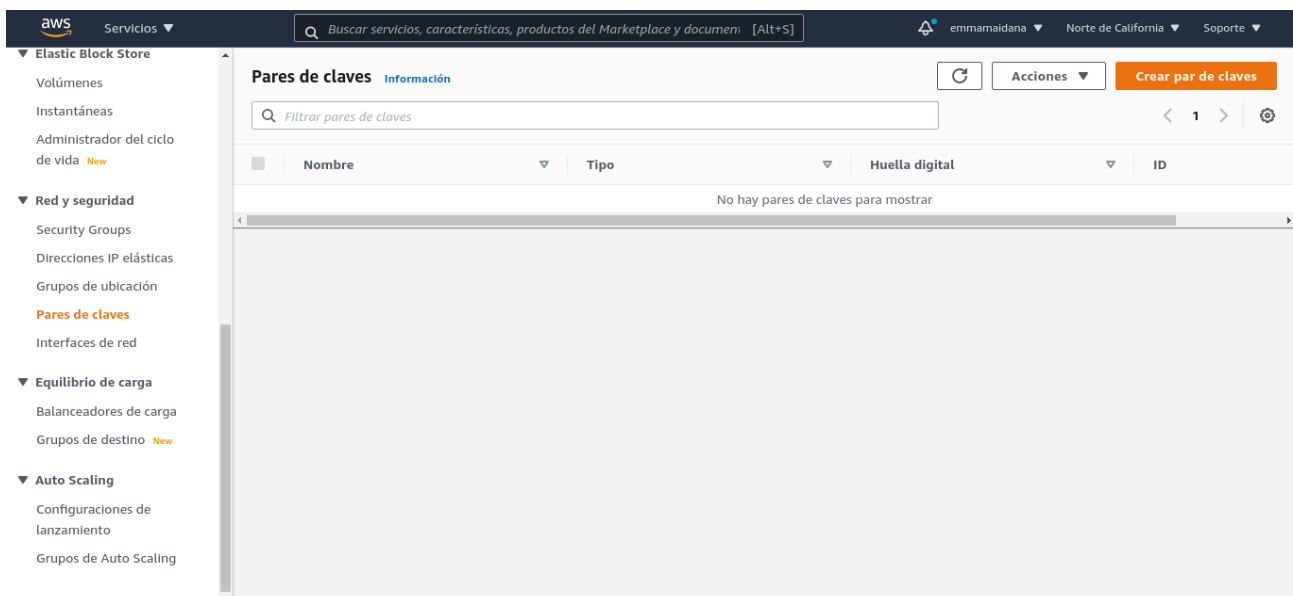 aws
Servicios ▼
Buscar servicios, características, productos del Marketplace y document [Alt+S]
emmamaidana ▼
Norte de California ▼
Soporte ▼
▼ Elastic Block Store
Volúmenes
Instantáneas
Administrador del ciclo
de vida New
▼ Red y seguridad
Security Groups
Direcciones IP elásticas
Grupos de ubicación
Pares de claves
Interfaces de red
▼ Equilibrio de carga
Balanceadores de carga
Grupos de destino New
▼ Auto Scaling
Configuraciones de
lanzamiento
Grupos de Auto Scaling
Pares de claves Información
Acciones ▼
Crear par de claves
Filtrar pares de claves
1
Nombre Tipo Huella digital ID
No hay pares de claves para mostrar